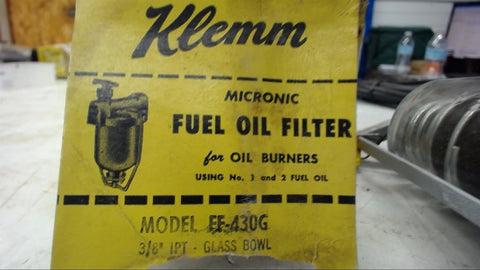 Klemm
MICRONIC
FUEL OIL FILTER
for OIL BURNERS
USING No. 1 and 2 FUEL OIL
MODEL EF-430G
3/8" IPT - GLASS BOWL